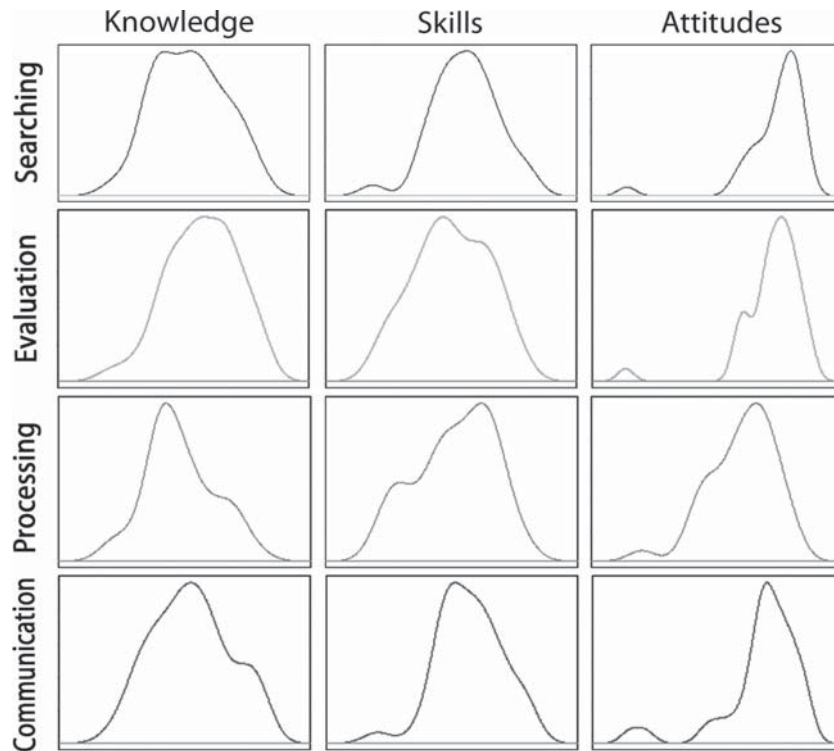 Knowledge
Skills
Attitudes
Searching
Evaluation
Processing
Communication